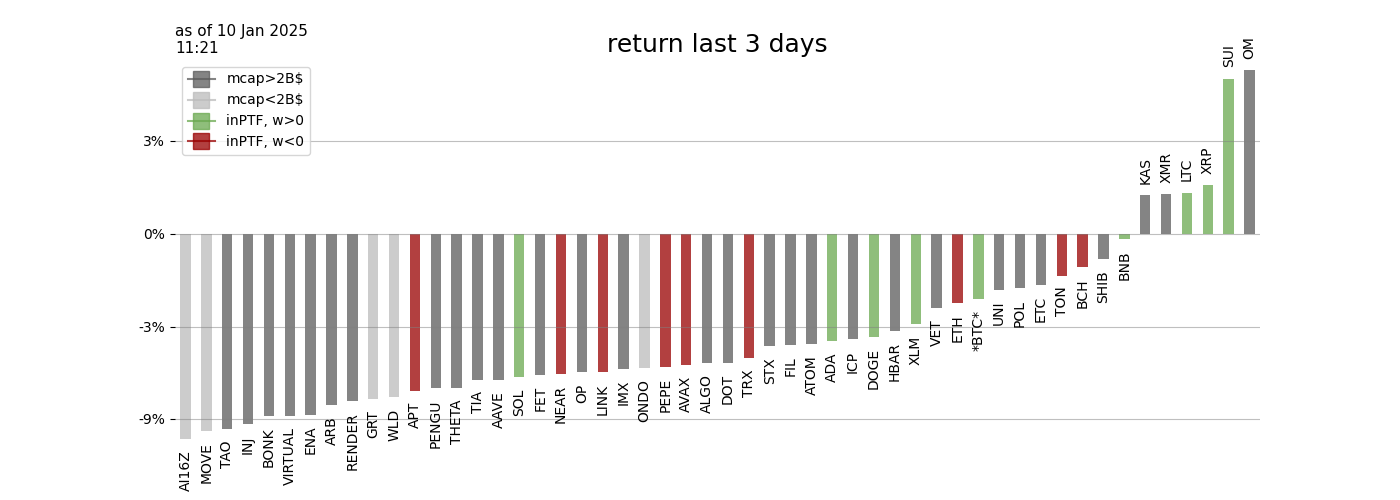 as of 10 Jan 2025
11:21
return last 3 days
mcap>2B$
mcap<2B$
inPTF, w>0
inPTF, w<0
3%
0%
-3%
-9%
AI16Z
MOVE
TAO
INJ
BONK
VIRTUAL
ENA
ARB
RENDER
GRT
WLD
APT
PENGU
THETA
TIA
AAVE
SOL
FET
NEAR
OP
LINK
IMX
ONDO
PEPE
AVAX
ALGO
DOT
TRX
STX
FIL
ATOM
ADA
ICP
DOGE
HBAR
XLM
VET
ETH
*BTC*
UNI
POL
ETC
TON
BCH
SHIB
BNB
KAS
XMR
LTC
XRP
SUI
OM